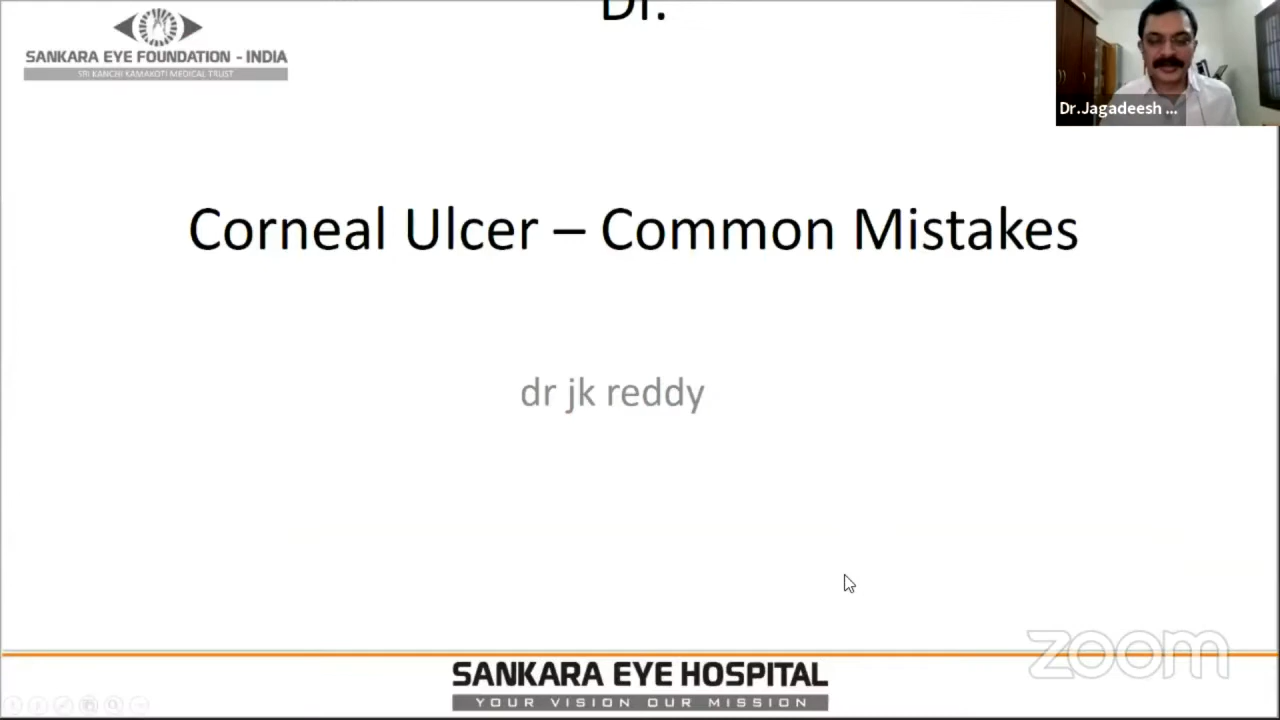 Dr.
SANKARA EYE FOUNDATION - INDIA
SRI KANCHI KAMAKOTI MEDICAL TRUST
Dr.Jagadeesh ...
Corneal Ulcer – Common Mistakes
dr jk reddy
zoom
SANKARA EYE HOSPITAL
YOUR VISION OUR MISSION